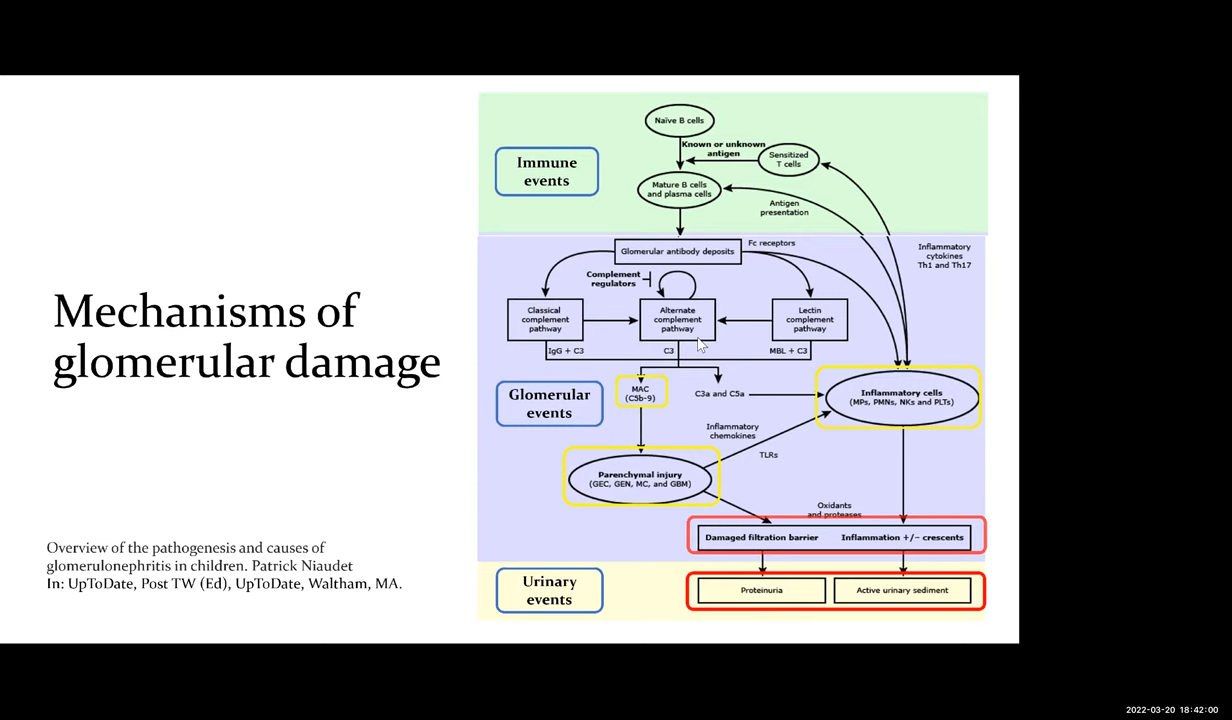 Mechanisms of
glomerular damage
Overview of the pathogenesis and causes of
glomerulonephritis in children. Patrick Niaudet
In: UpToDate, Post TW (Ed), UpToDate, Waltham, MA.
Immune
events
Naïve B cells
Known or unknown
antigen
Sensitized
T cells
Mature B cells
and plasma cells
Antigen
presentation
Glomerular antibody deposits
Fc receptors
Inflammatory
cytokines
Th1 and Th17
Complement
regulators
Classical
complement
pathway
Alternate
complement
pathway
Lectin
complement
pathway
IgG + C3
C3
MBL + C3
Glomerular
events
MAC
(C5b-9)
C3a and C5a
Inflammatory cells
(MPs, PMNs, NKs and PLTs)
Inflammatory
chemokines
TLRs
Parenchymal injury
(GEC, GEN, MC, and GBM)
Oxidants
and proteases
Damaged filtration barrier
Inflammation +/− crescents
Urinary
events
Proteinuria
Active urinary sediment
2022-03-20 18:42:00